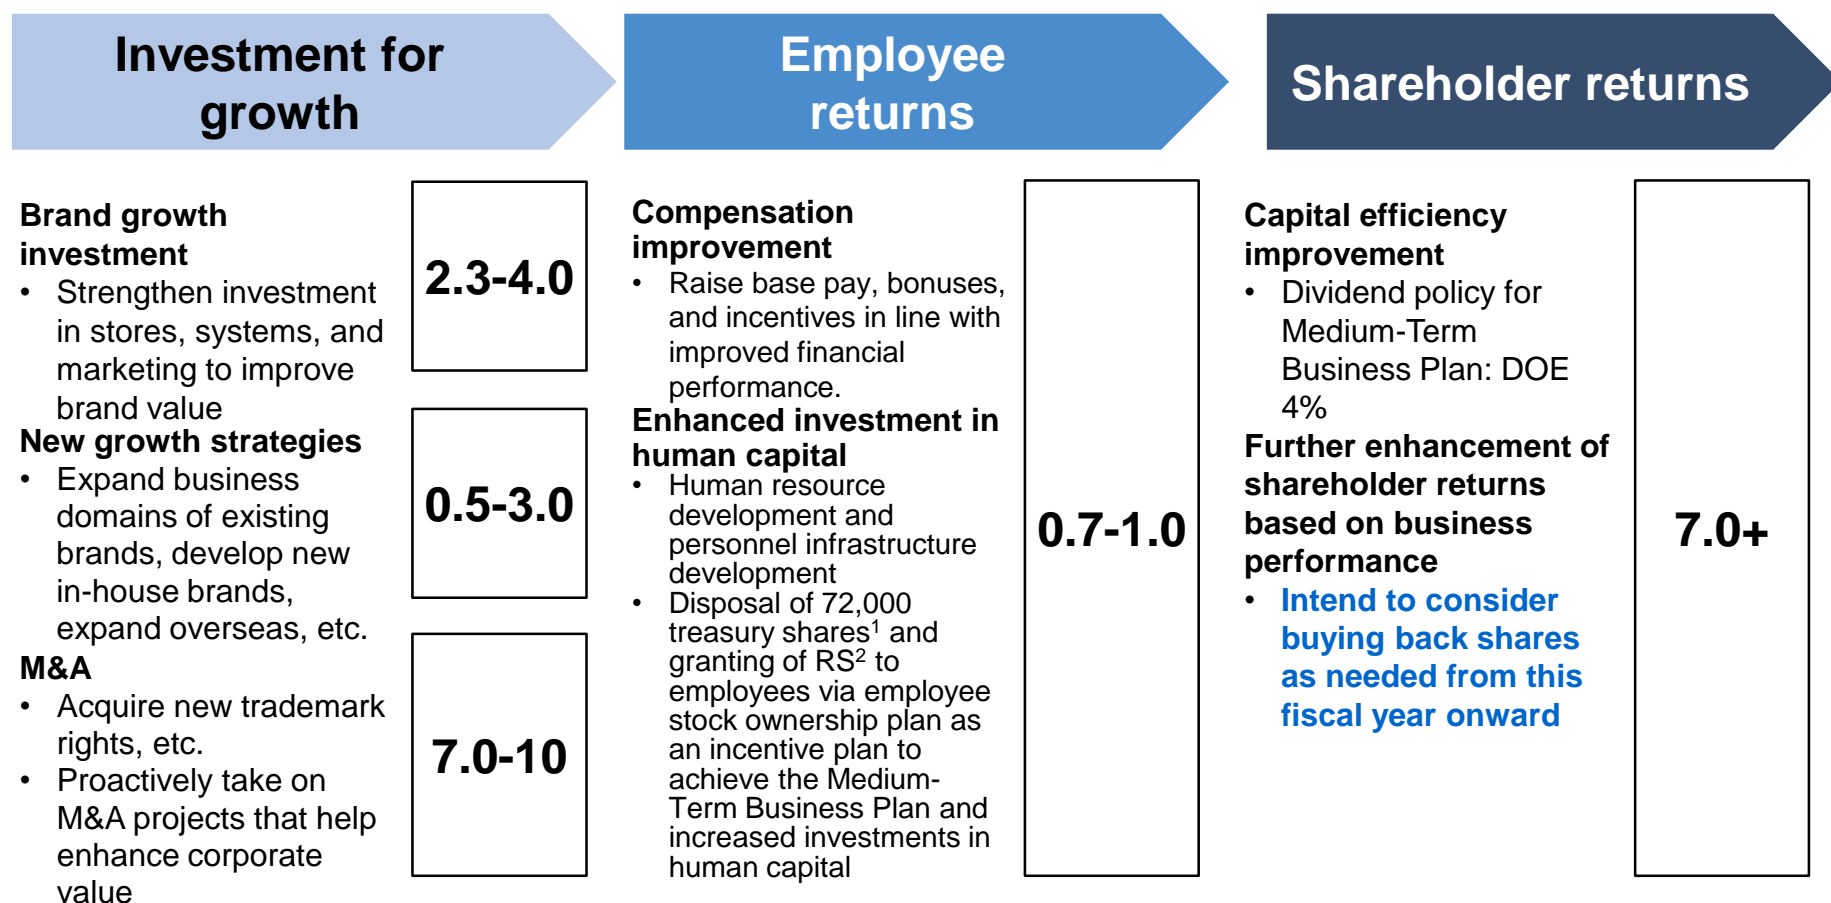 Investment for
growth
Brand growth
investment
• Strengthen investment
in stores, systems, and
marketing to improve
brand value
2.3-4.0
New growth strategies
• Expand business
domains of existing
brands, develop new
in-house brands,
expand overseas, etc.
0.5-3.0
M&A
• Acquire new trademark
rights, etc.
• Proactively take on
M&A projects that help
enhance corporate
value
7.0-10
Employee
returns
Compensation
improvement
• Raise base pay, bonuses,
and incentives in line with
improved financial
performance.
Enhanced investment in
human capital
• Human resource
development and
personnel infrastructure
development
• Disposal of 72,000
treasury shares¹ and
granting of RS² to
employees via employee
stock ownership plan as
an incentive plan to
achieve the Medium-
Term Business Plan and
increased investments in
human capital
0.7-1.0
Shareholder returns
Capital efficiency
improvement
• Dividend policy for
Medium-Term
Business Plan: DOE
4%
Further enhancement of
shareholder returns
based on business
performance
• Intend to consider
buying back shares
as needed from this
fiscal year onward
7.0+